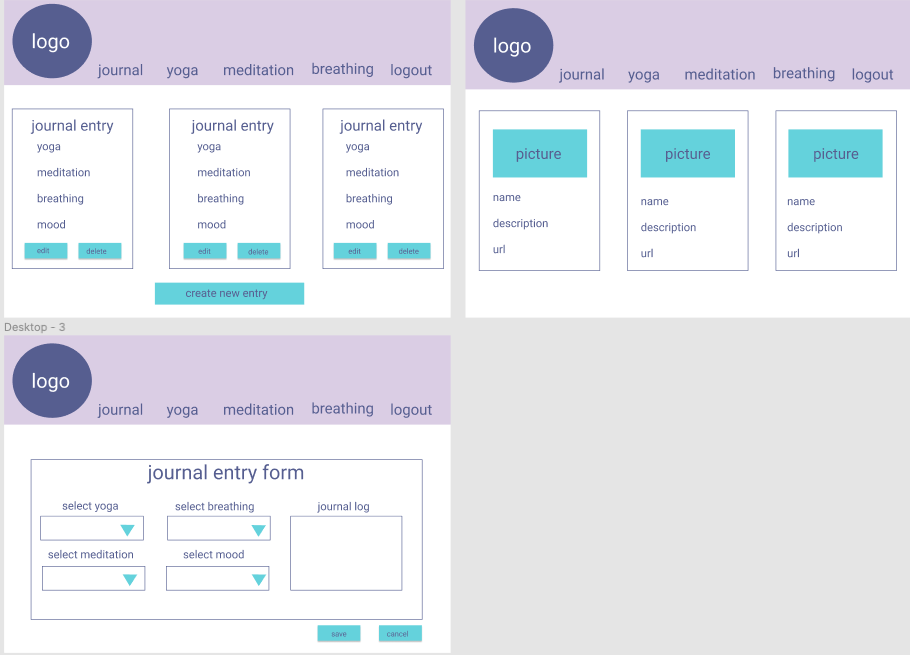 logo
journal yoga meditation breathing logout
journal entry
yoga
meditation
breathing
mood
edit delete
journal entry
yoga
meditation
breathing
mood
edit delete
journal entry
yoga
meditation
breathing
mood
edit delete
create new entry
logo
journal yoga meditation breathing logout
picture
name
description
url
picture
name
description
url
picture
name
description
url
Desktop - 3
logo
journal yoga meditation breathing logout
journal entry form
select yoga select breathing journal log
select meditation select mood
save cancel